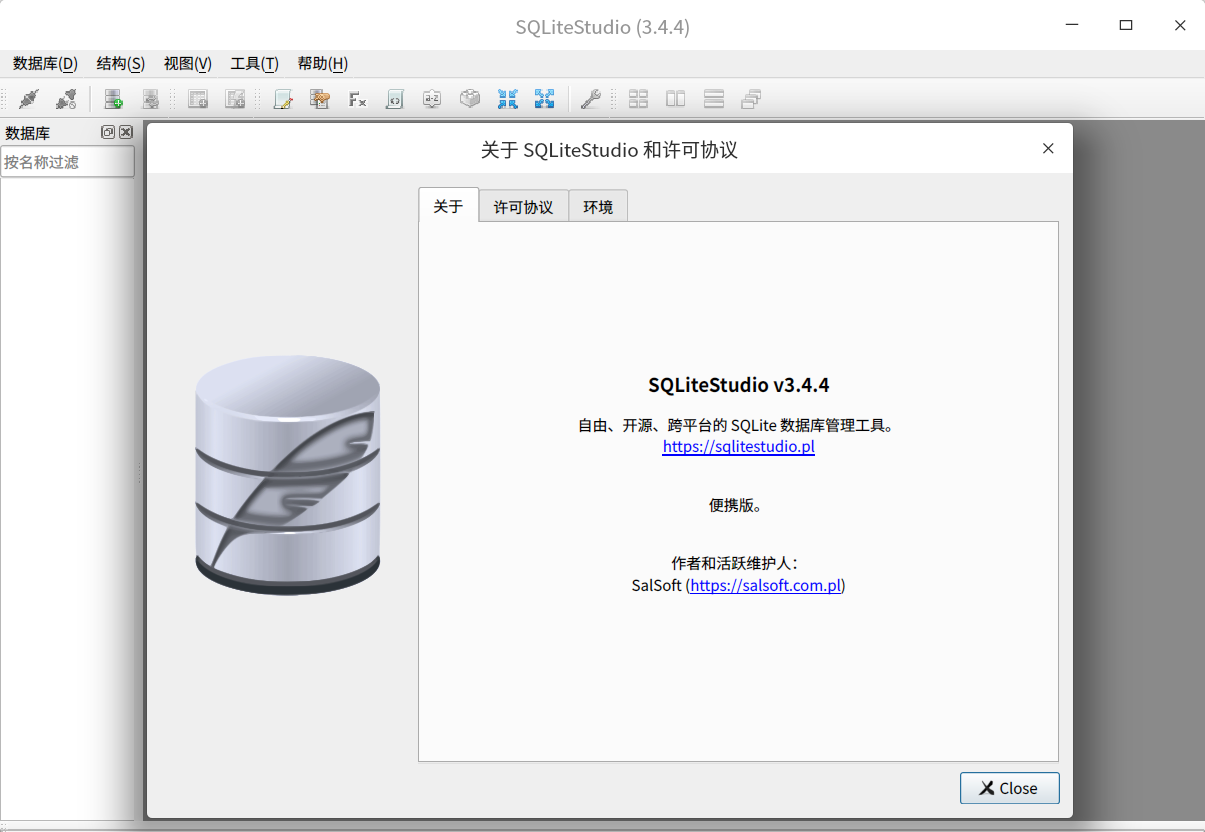 SQLiteStudio (3.4.4)
数据库(D) 结构(S) 视图(V) 工具(T) 帮助(H)
数据库
按名称过滤
关于 SQLiteStudio 和许可协议
关于 许可协议 环境
SQLiteStudio v3.4.4
自由、开源、跨平台的 SQLite 数据库管理工具。
https://sqlitestudio.pl
便携版。
作者和活跃维护人：
SalSoft (https://salsoft.com.pl)
Close